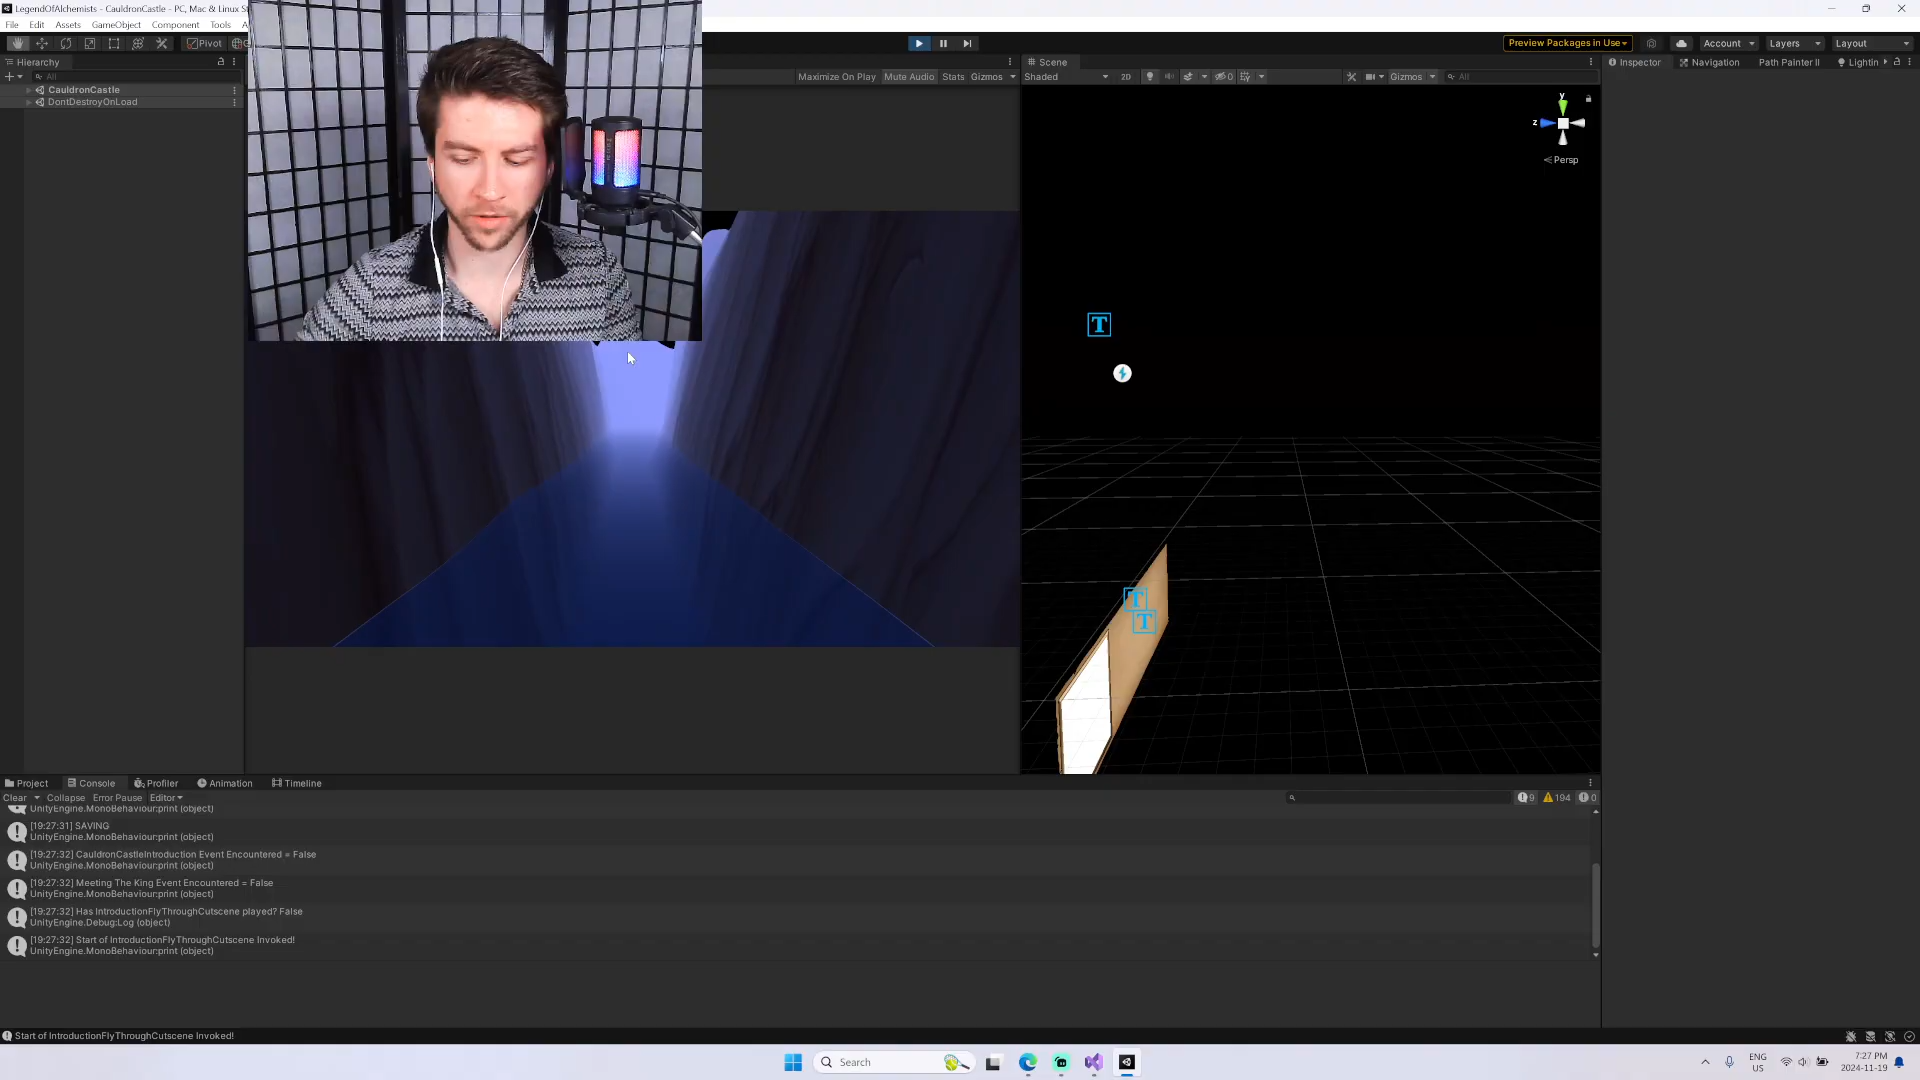 LegendOfAlchemists - CauldronCastle - PC, Mac & Linux St
File Edit Assets GameObject Component Tools
Pivot
Preview Packages in Use
Account
Layers
Layout
Hierarchy
All
CauldronCastle
DontDestroyOnLoad
Maximize On Play Mute Audio Stats Gizmos
Scene
Shaded
2D
0
Gizmos
All
y
z
Persp
T
T
T
Inspector Navigation Path Painter II Lightin
Project Console Profiler Animation Timeline
Clear Collapse Error Pause Editor
9 194 0
UnityEngine.MonoBehaviour:print (object)
[19:27:31] SAVING
UnityEngine.MonoBehaviour:print (object)
[19:27:32] CauldronCastleIntroduction Event Encountered = False
UnityEngine.MonoBehaviour:print (object)
[19:27:32] Meeting The King Event Encountered = False
UnityEngine.MonoBehaviour:print (object)
[19:27:32] Has IntroductionFlyThroughCutscene played? False
UnityEngine.Debug:Log (object)
[19:27:32] Start of IntroductionFlyThroughCutscene Invoked!
UnityEngine.MonoBehaviour:print (object)
Start of IntroductionFlyThroughCutscene Invoked!
Search
ENG
US
7:27 PM
2024-11-19